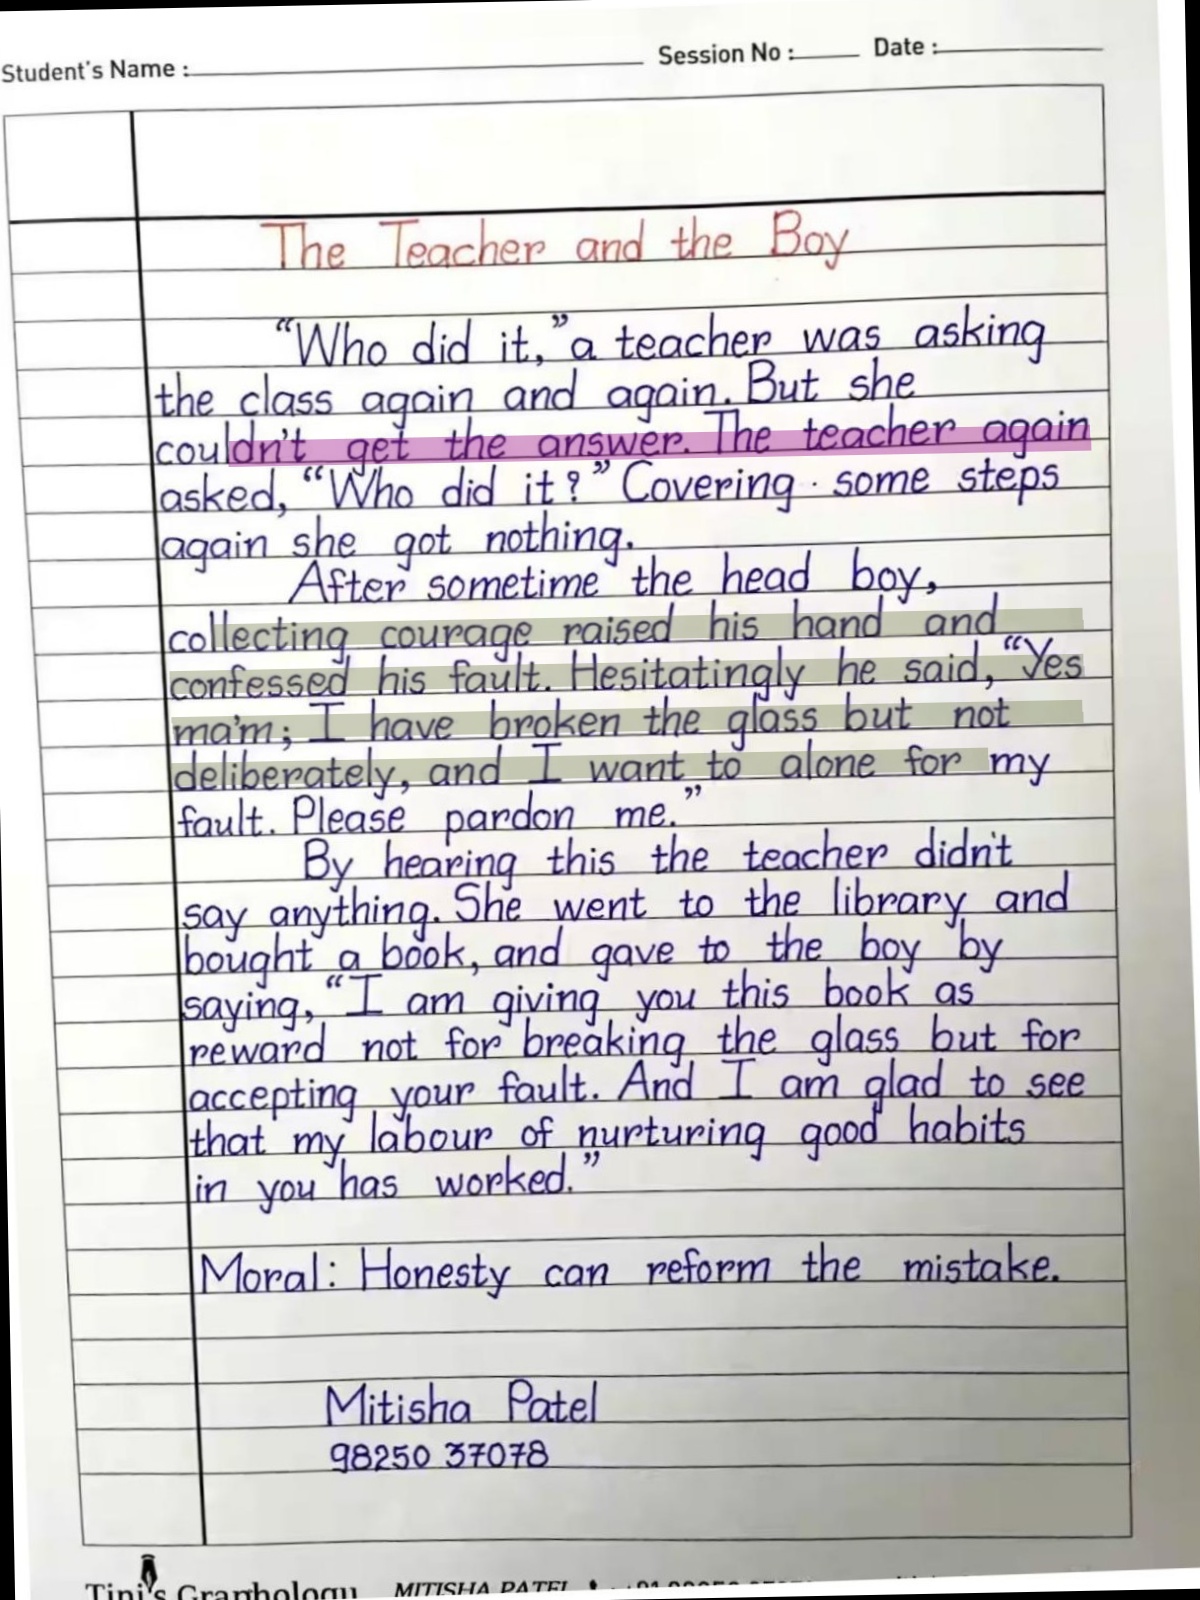 Student's Name :
Session No :
Date :
The Teacher and the Boy
“Who did it,” a teacher was asking
the class again and again. But she
couldn't get the answer. The teacher again
asked, “Who did it?” Covering some steps
again she got nothing.
After sometime the head boy,
collecting courage raised his hand and
confessed his fault. Hesitatingly he said, “Yes
ma'm; I have broken the glass but not
deliberately, and I want to alone for my
fault. Please pardon me.”
By hearing this the teacher didn't
say anything. She went to the library and
bought a book, and gave to the boy by
saying, “I am giving you this book as
reward not for breaking the glass but for
accepting your fault. And I am glad to see
that my labour of nurturing good habits
in you has worked.”
Moral: Honesty can reform the mistake.
Mitisha Patel
98250 37078
Tini's Graphology MITISHA PATEL